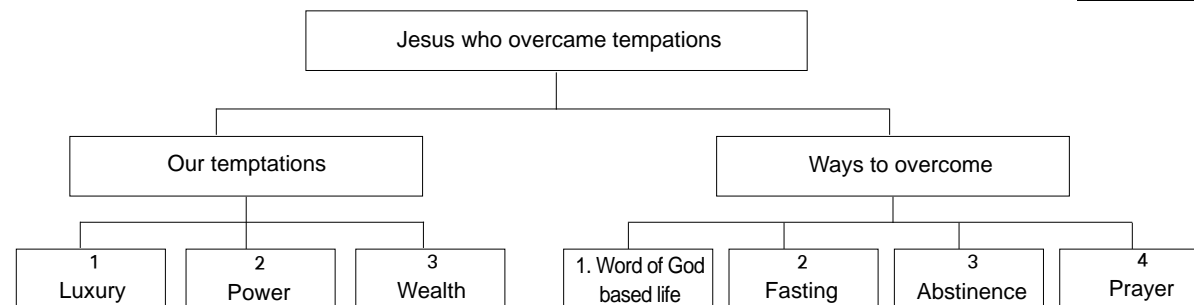 Jesus who overcame tempations
Our temptations
Ways to overcome
1
Luxury
2
Power
3
Wealth
1. Word of God
based life
2
Fasting
3
Abstinence
4
Prayer